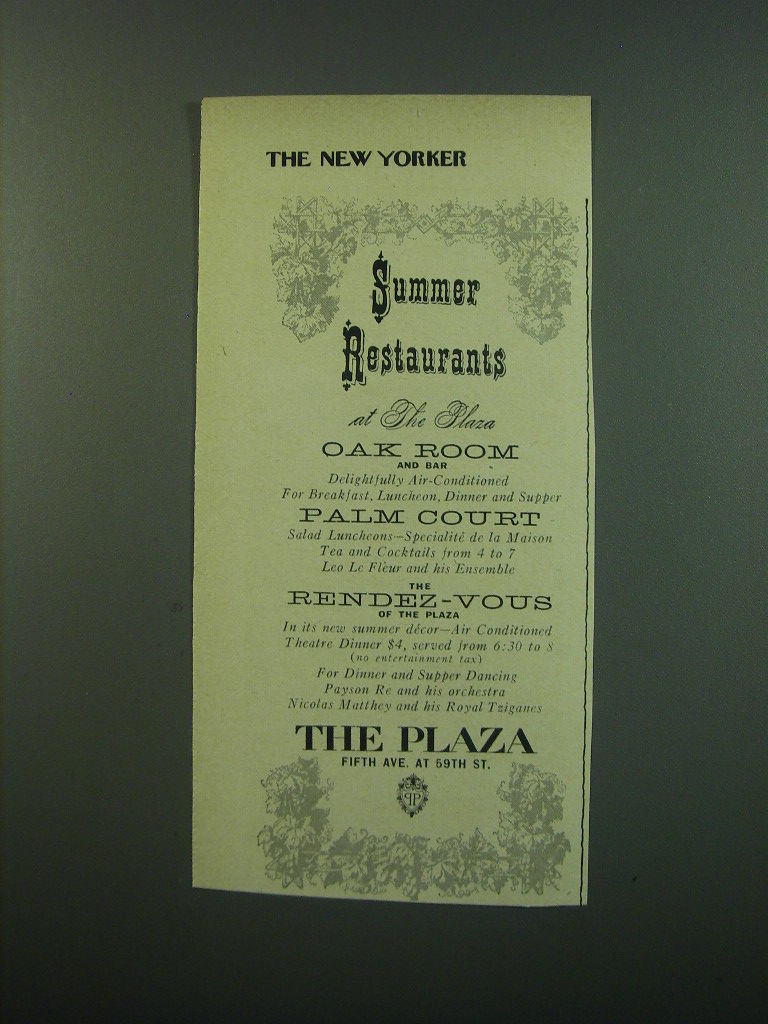 THE NEW YORKER
Summer
Restaurants
at The Plaza
OAK ROOM
AND BAR
Delightfully Air-Conditioned
For Breakfast, Luncheon, Dinner and Supper
PALM COURT
Salad Luncheons—Specialité de la Maison
Tea and Cocktails from 4 to 7
Leo Le Fleur and his Ensemble
THE
RENDEZ-VOUS
OF THE PLAZA
In its new summer décor—Air Conditioned
Theatre Dinner $4, served from 6:30 to 8
(no entertainment tax)
For Dinner and Supper Dancing
Payson Re and his orchestra
Nicolas Matthey and his Royal Tziganes
THE PLAZA
FIFTH AVE. AT 59TH ST.
PP